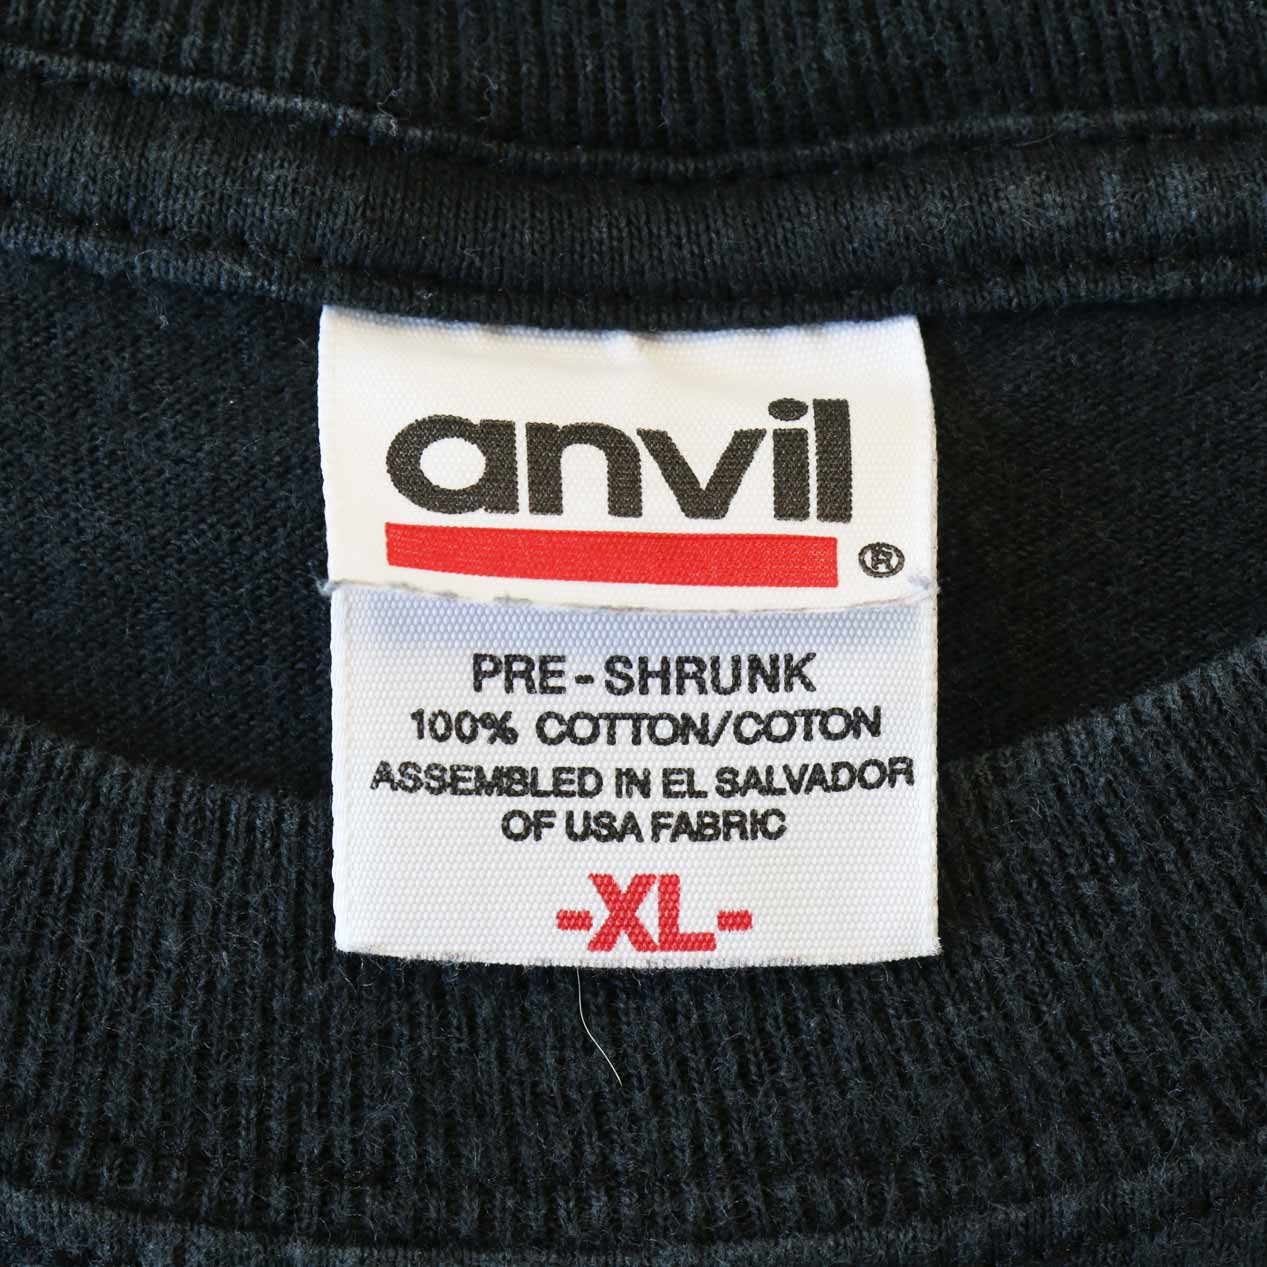 anvil
®
PRE-SHRUNK
100% COTTON/COTON
ASSEMBLED IN EL SALVADOR
OF USA FABRIC
-XL-